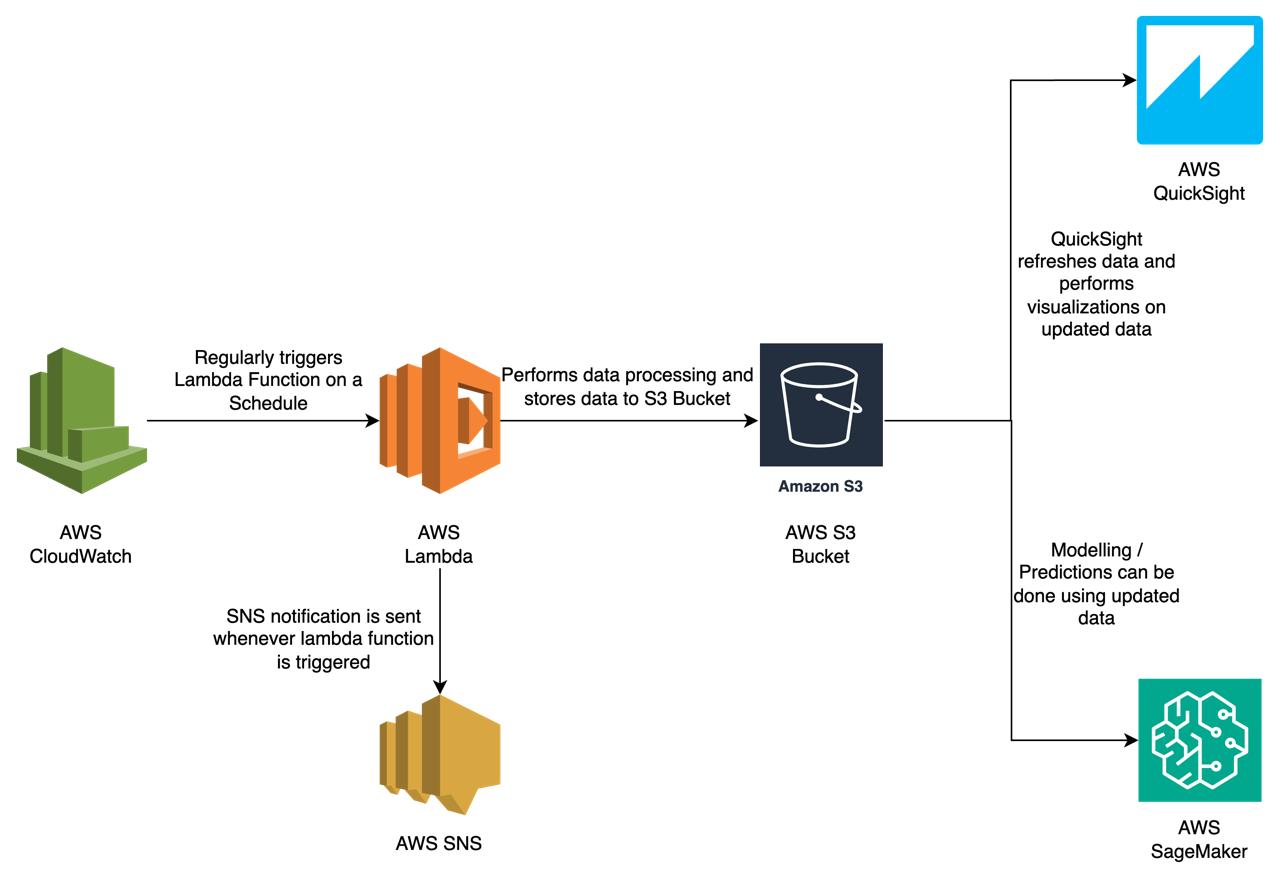 AWS
QuickSight
QuickSight
refreshes data and
performs
visualizations on
updated data
Regularly triggers
Lambda Function on a
Schedule
Performs data processing and
stores data to S3 Bucket
Amazon S3
AWS
CloudWatch
AWS
Lambda
AWS S3
Bucket
SNS notification is sent
whenever lambda function
is triggered
Modelling /
Predictions can be
done using updated
data
AWS SNS
AWS
SageMaker